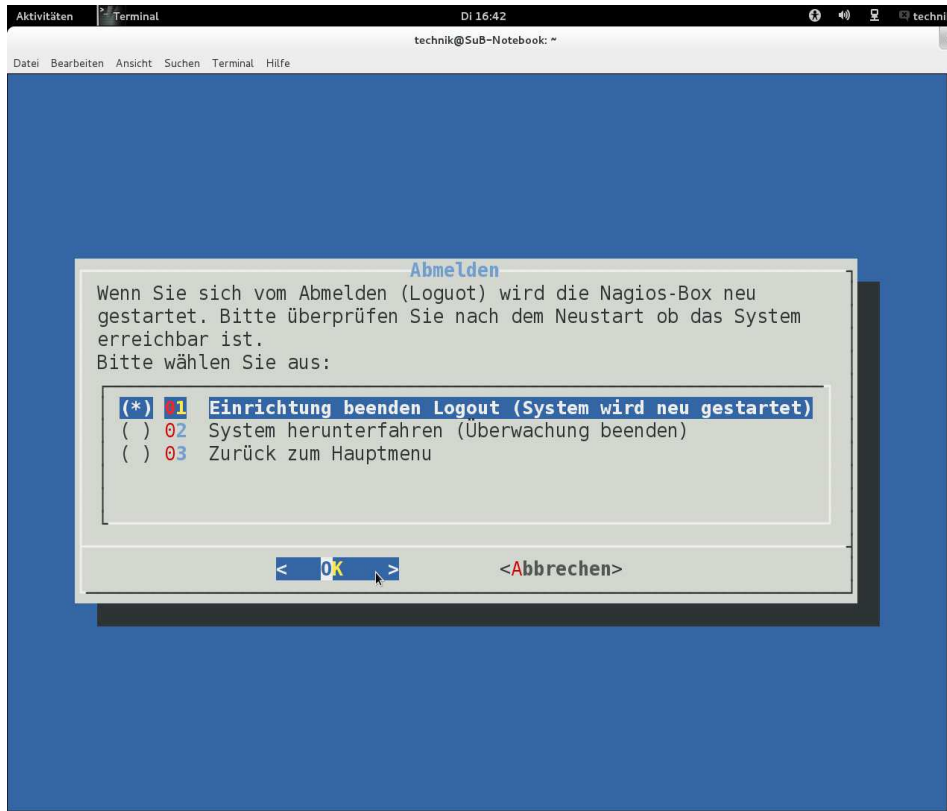 Aktivitäten Terminal Di 16:42 techni
technik@SuB-Notebook: ~
Datei Bearbeiten Ansicht Suchen Terminal Hilfe
Abmelden
Wenn Sie sich vom Abmelden (Loguot) wird die Nagios-Box neu
gestartet. Bitte überprüfen Sie nach dem Neustart ob das System
erreichbar ist.
Bitte wählen Sie aus:
(*) 01 Einrichtung beenden Logout (System wird neu gestartet)
( ) 02 System herunterfahren (Überwachung beenden)
( ) 03 Zurück zum Hauptmenu
< OK > <Abbrechen>